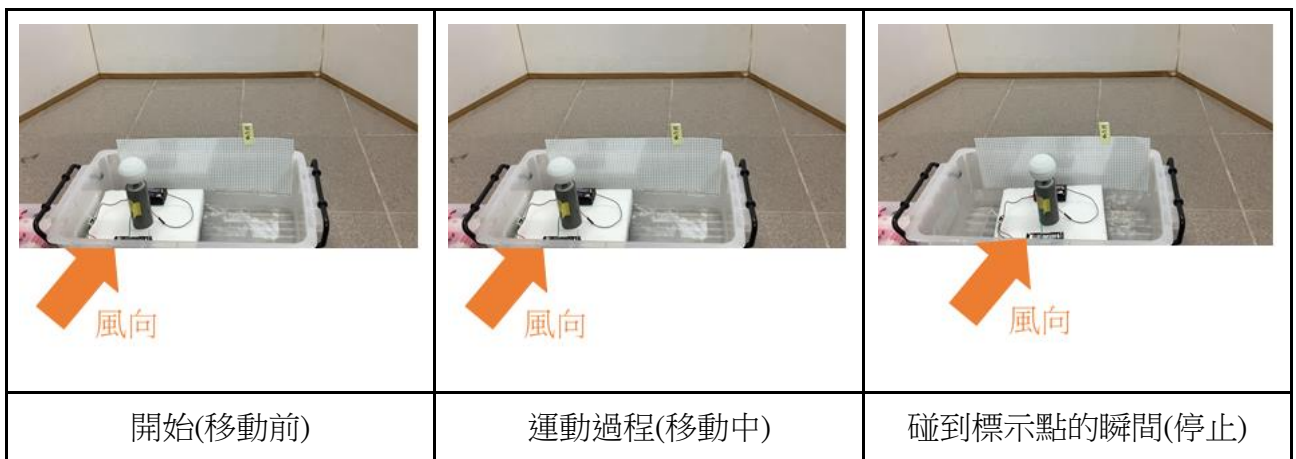 風向
風向
風向
開始(移動前)
運動過程(移動中)
碰到標示點的瞬間(停止)